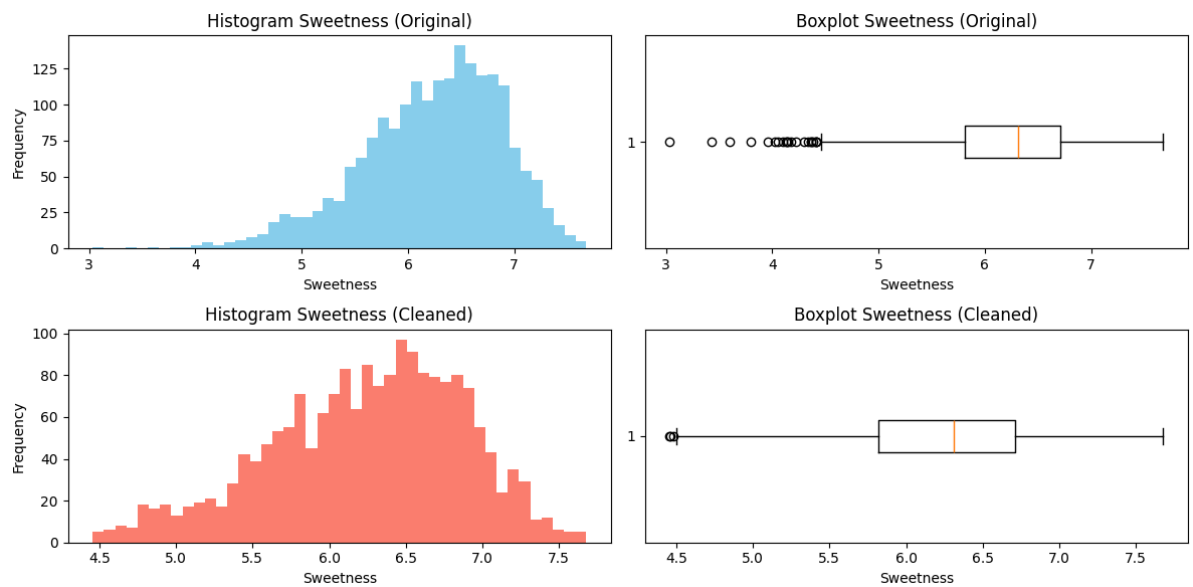 Histogram Sweetness (Original)
Frequency
125
100
75
50
25
0
3 4 5 6 7
Sweetness
Boxplot Sweetness (Original)
1
3 4 5 6 7
Sweetness
Histogram Sweetness (Cleaned)
Frequency
100
80
60
40
20
0
4.5 5.0 5.5 6.0 6.5 7.0 7.5
Sweetness
Boxplot Sweetness (Cleaned)
1
4.5 5.0 5.5 6.0 6.5 7.0 7.5
Sweetness